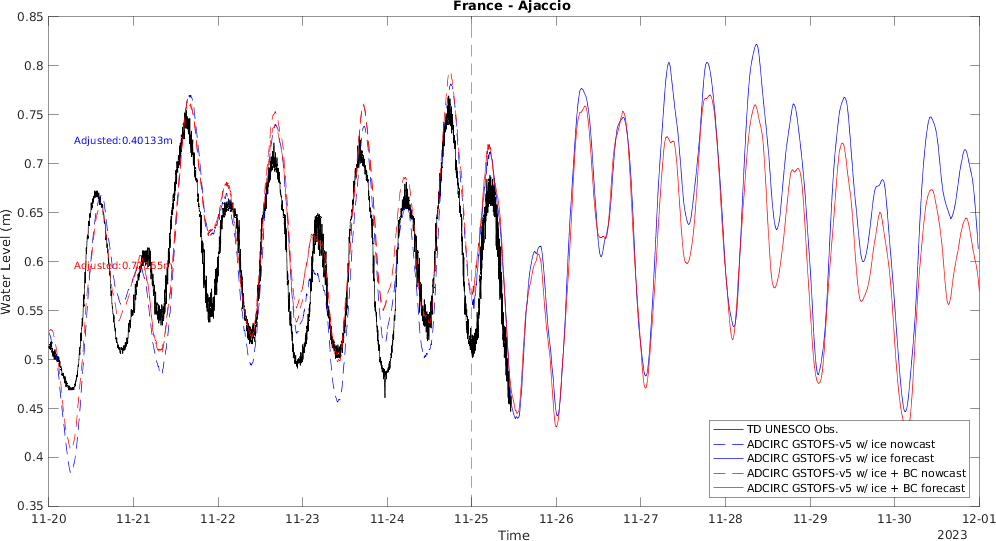 France - Ajaccio
0.85
0.8
0.75
0.7
0.65
0.6
0.55
0.5
0.45
0.4
0.35
Water Level (m)
Adjusted:0.40133m
TD UNESCO Obs.
ADCIRC GSTOFS-v5 w/ ice nowcast
ADCIRC GSTOFS-v5 w/ ice forecast
ADCIRC GSTOFS-v5 w/ ice + BC nowcast
ADCIRC GSTOFS-v5 w/ ice + BC forecast
11-20
11-21
11-22
11-23
11-24
11-25
11-26
11-27
11-28
11-29
11-30
12-01
Time
2023